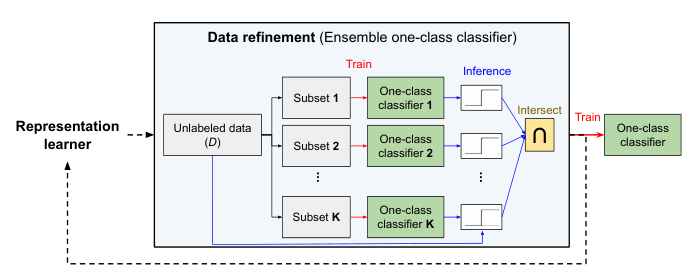 Data refinement (Ensemble one-class classifier)
Train
Inference
Subset 1
One-class
classifier 1
Intersect
Train
Representation
learner
Unlabeled data
(D)
Subset 2
One-class
classifier 2
∩
One-class
classifier
⋮
⋮
Subset K
One-class
classifier K